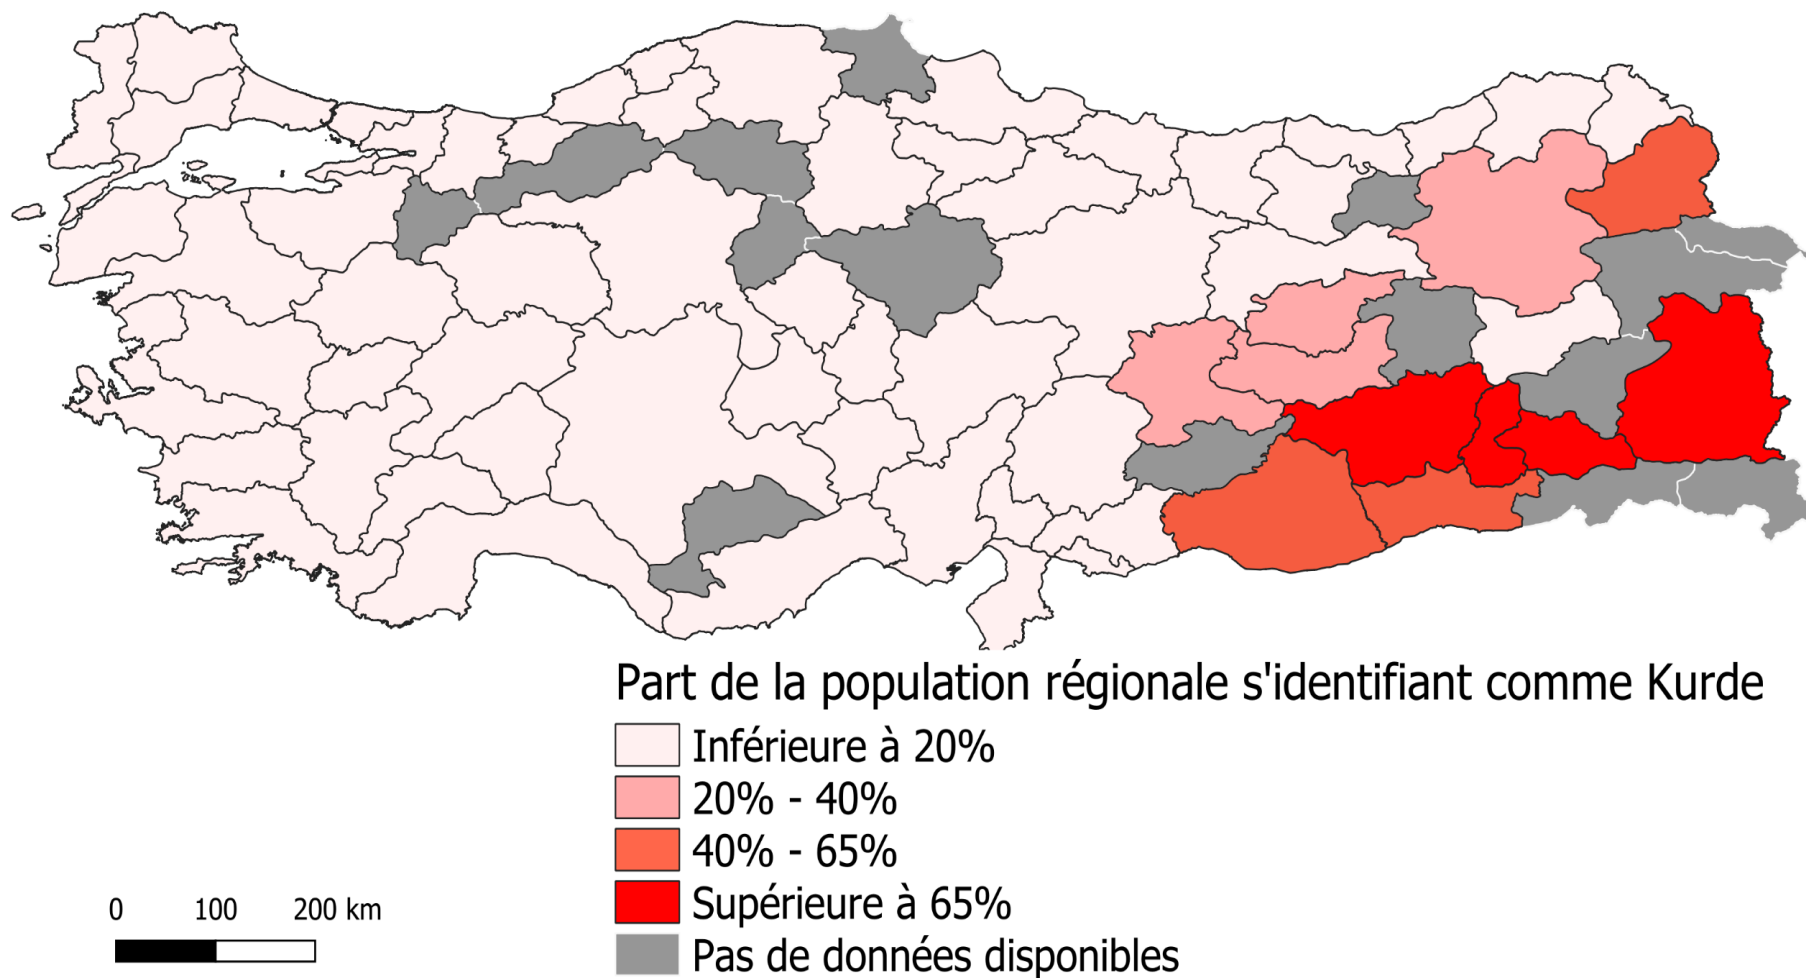 Part de la population régionale s'identifiant comme Kurde
Inférieure à 20%
20% - 40%
40% - 65%
Supérieure à 65%
Pas de données disponibles
0 100 200 km